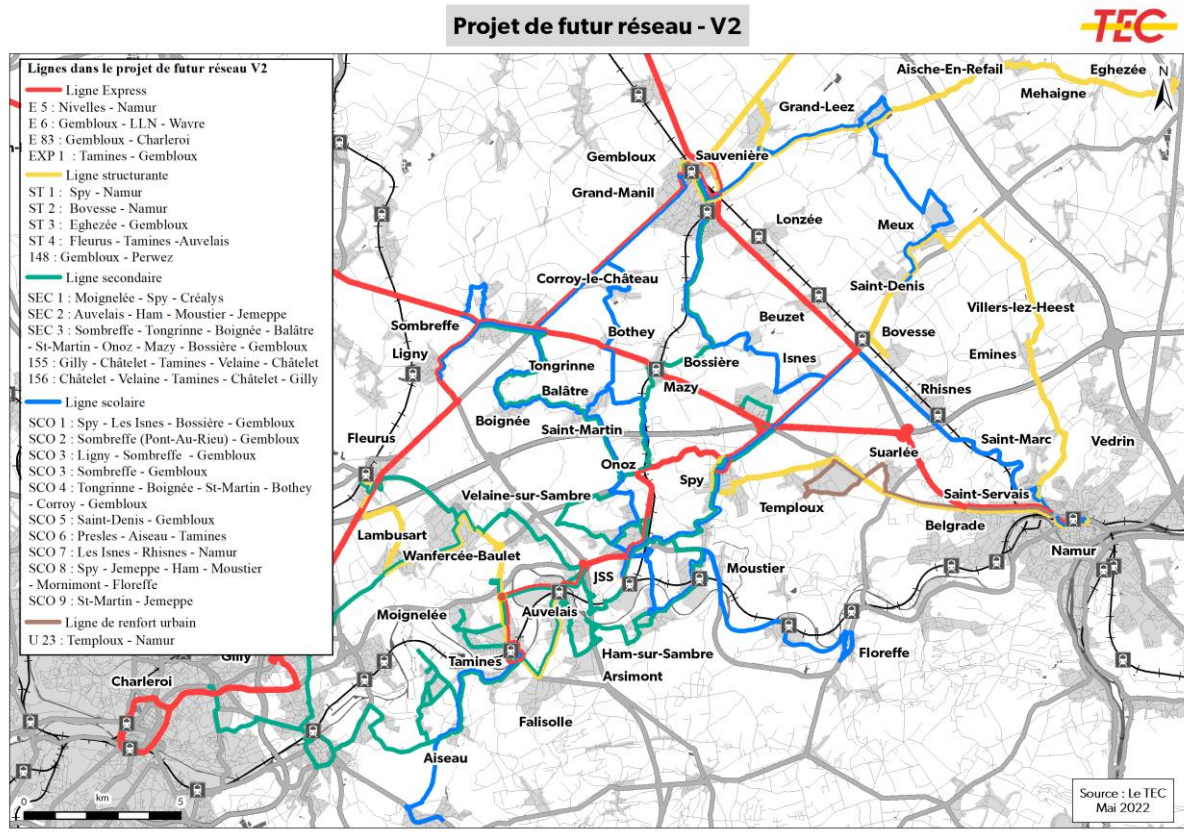 Projet de futur réseau - V2
TEC
Lignes dans le projet de futur réseau V2
Ligne Express
E 5 : Nivelles - Namur
E 6 : Gembloux - LLN - Wavre
E 83 : Gembloux - Charleroi
EXP 1 : Tamines - Gembloux
Ligne structurante
ST 1 : Spy - Namur
ST 2 : Bovesse - Namur
ST 3 : Eghezée - Gembloux
ST 4 : Fleurus - Tamines -Auvelais
148 : Gembloux - Perwez
Ligne secondaire
SEC 1 : Moignelée - Spy - Créalys
SEC 2 : Auvelais - Ham - Moustier - Jemeppe
SEC 3 : Sombreffe - Tongrinne - Boignée - Balâtre
- St-Martin - Onoz - Mazy - Bossière - Gembloux
155 : Gilly - Châtelet - Tamines - Velaine - Châtelet
156 : Châtelet - Velaine - Tamines - Châtelet - Gilly
Ligne scolaire
SCO 1 : Spy - Les Isnes - Bossière - Gembloux
SCO 2 : Sombreffe (Pont-Au-Rieu) - Gembloux
SCO 3 : Ligny - Sombreffe - Gembloux
SCO 3 : Sombreffe - Gembloux
SCO 4 : Tongrinne - Boignée - St-Martin - Bothey
- Corroy - Gembloux
SCO 5 : Saint-Denis - Gembloux
SCO 6 : Presles - Aiseau - Tamines
SCO 7 : Les Isnes - Rhisnes - Namur
SCO 8 : Spy - Jemeppe - Ham - Moustier
- Mornimont - Floreffe
SCO 9 : St-Martin - Jemeppe
Ligne de renfort urbain
U 23 : Temploux - Namur
Aische-En-Refail
Eghezée
N
Mehaigne
Grand-Leez
Gembloux
Sauvenière
Grand-Manil
Lonzée
Meux
Corroy-le-Château
Saint-Denis
Villers-lez-Heest
Sombreffe
Beuzet
Bothey
Bovesse
Emines
Ligny
Bossière
Isnes
Tongrinne
Mazy
Balâtre
Rhisnes
Boignée
Saint-Martin
Fleurus
Suarlée
Saint-Marc
Vedrin
Onoz
Spy
Velaine-sur-Sambre
Temploux
Saint-Servais
Belgrade
Lambusart
Namur
Wanfercée-Baulet
JSS
Moustier
Moignelée
Auvelais
Tamines
Ham-sur-Sambre
Floreffe
Arsimont
Gilly
Charleroi
Falisolle
Aiseau
0 km 5
Source : Le TEC
Mai 2022